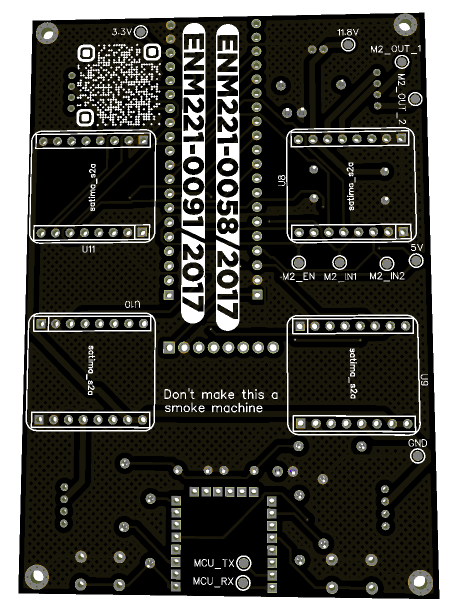 3.3V
11.8V
M2_OUT_1
M2_OUT_2
ENM221-0091/2017
ENM221-0058/2017
satima_s2a
U11
U8
satima_s2a
5V
M2_EN
M2_IN1
M2_IN2
U10
satima_s2a
satima_s2a
U9
Don't make this a
smoke machine
GND
MCU_TX
MCU_RX